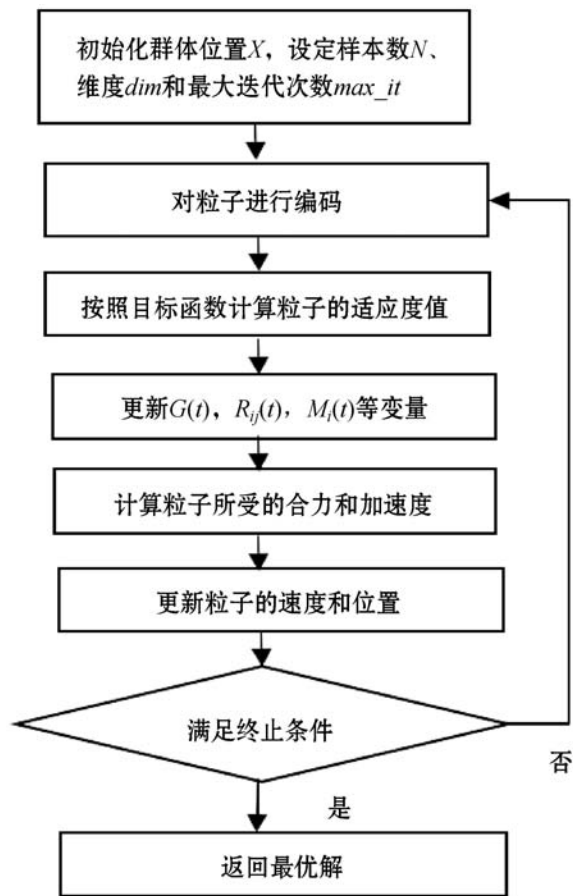 初始化群体位置X，设定样本数N、
维度dim和最大迭代次数max_it
对粒子进行编码
按照目标函数计算粒子的适应度值
更新G(t)，R_{ij}(t)，M_i(t)等变量
计算粒子所受的合力和加速度
更新粒子的速度和位置
满足终止条件
否
是
返回最优解